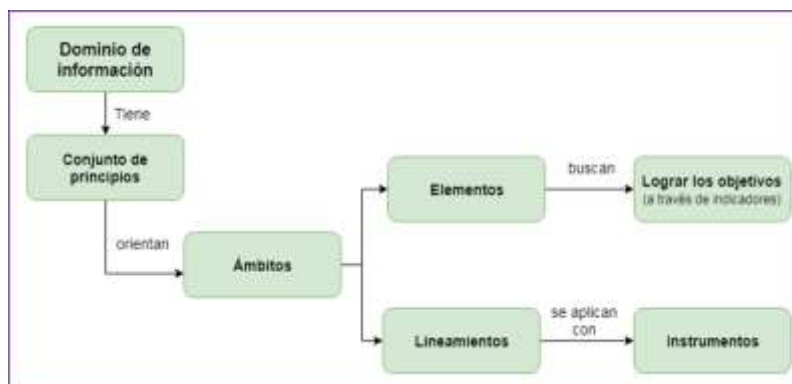 Dominio de
información
Tiene
Conjunto de
principios
orientan
Ámbitos
Elementos
buscan
Lograr los objetivos
(a través de indicadores)
Lineamientos
se aplican
con
Instrumentos